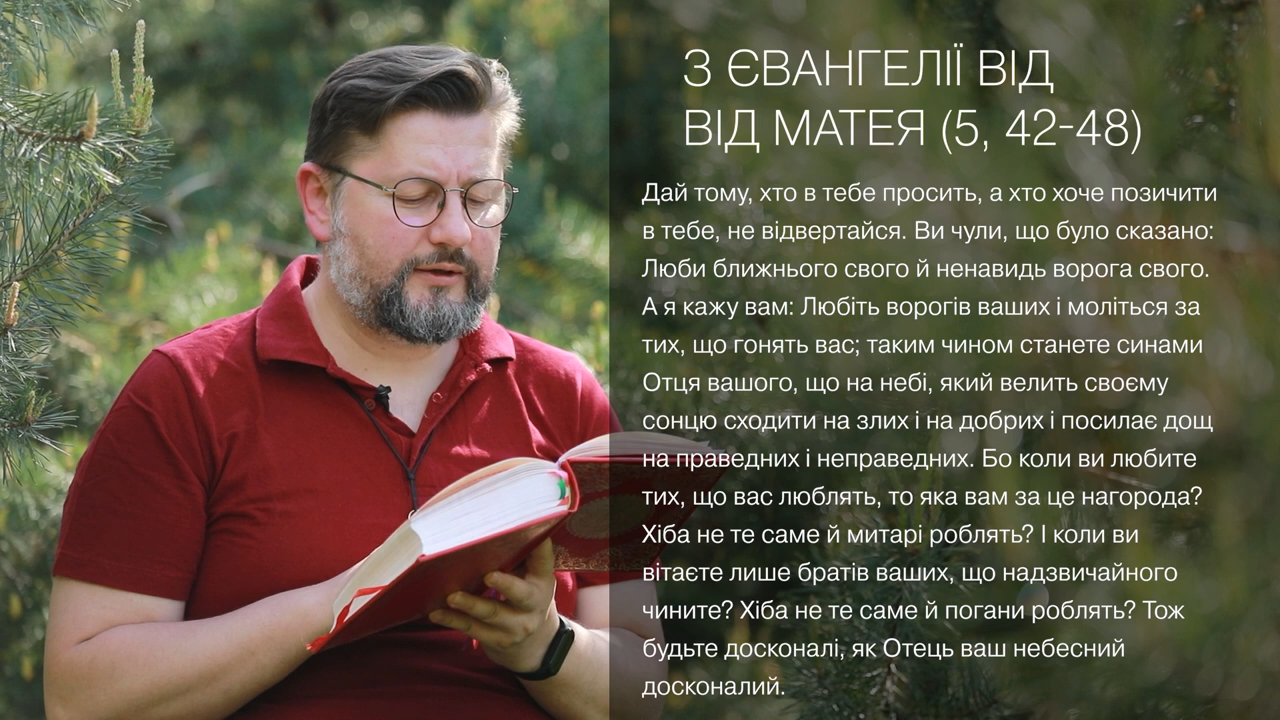 З ЄВАНГЕЛІЇ ВІД
ВІД МАТЕЯ (5, 42-48)
Дай тому, хто в тебе просить, а хто хоче позичити
в тебе, не відвертайся. Ви чули, що було сказано:
Люби ближнього свого й ненавидь ворога свого.
А я кажу вам: Любіть ворогів ваших і моліться за
тих, що гонять вас; таким чином станете синами
Отця вашого, що на небі, який велить своєму
сонцю сходити на злих і на добрих і посилає дощ
на праведних і неправедних. Бо коли ви любите
тих, що вас люблять, то яка вам за це нагорода?
Хіба не те саме й митарі роблять? І коли ви
вітаєте лише братів ваших, що надзвичайного
чините? Хіба не те саме й погани роблять? Тож
будьте досконалі, як Отець ваш небесний
досконалий.